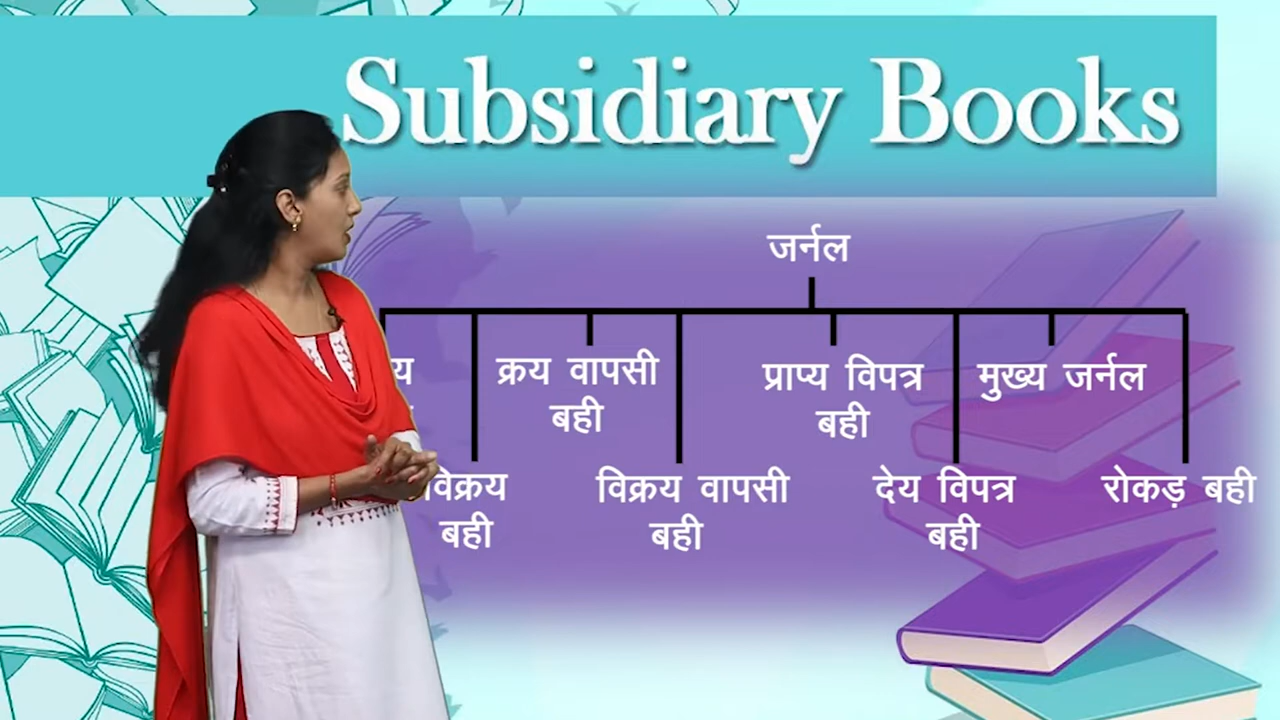 Subsidiary Books
जर्नल
क्रय वापसी
बही
प्राप्य विपत्र
बही
मुख्य जर्नल
विक्रय
बही
विक्रय वापसी
बही
देय विपत्र
बही
रोकड़ बही